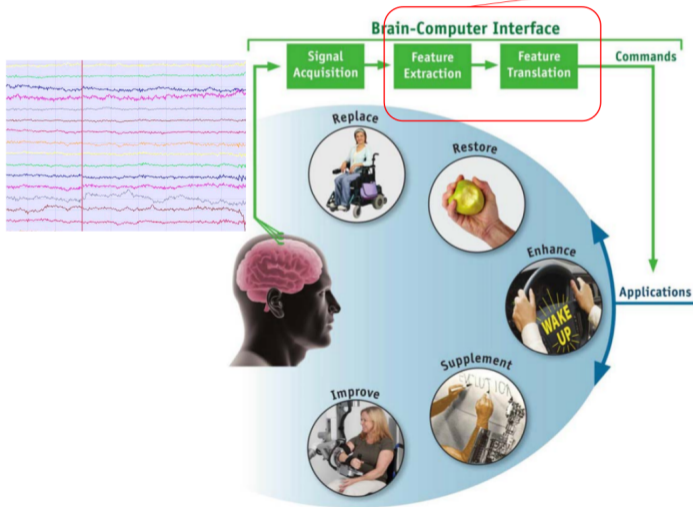 Brain-Computer Interface
Signal
Acquisition
Feature
Extraction
Feature
Translation
Commands
Replace
Restore
Enhance
WAKE
UP
Applications
Supplement
Improve